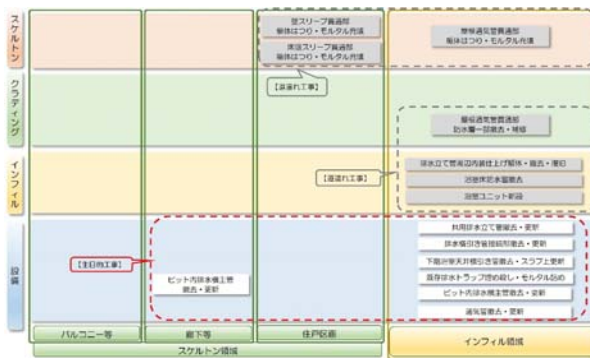 スケルトン
クラディング
インフィル
設備
壁スリーブ貫通部
躯体はつり・モルタル充填
床版スリーブ貫通部
躯体はつり・モルタル充填
屋根通気管貫通部
躯体はつり・モルタル充填
【道連れ工事】
屋根通気管貫通部
防水層一部撤去・補修
【道連れ工事】
排水立て管周辺内装仕上げ解体・撤去・復旧
浴室床防水層撤去
浴室ユニット新設
【主目的工事】
ピット内排水横主管
撤去・更新
共用排水立て管撤去・更新
排水横引き管接続部撤去・更新
下階浴室天井横引き管撤去・スラブ上更新
既存排水トラップ埋め殺し・モルタル詰め
ピット内排水横主管撤去・更新
通気管撤去・更新
バルコニー等
廊下等
住戸区画
スケルトン領域
インフィル領域